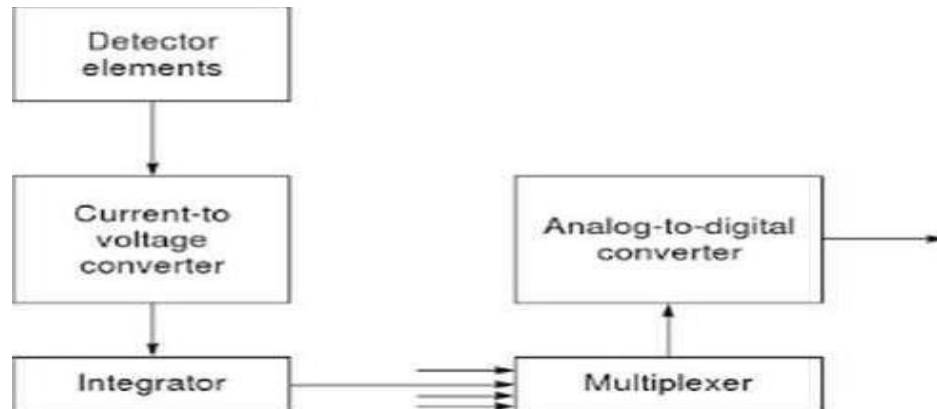 Detector
elements
Current-to
voltage
converter
Integrator
Analog-to-digital
converter
Multiplexer